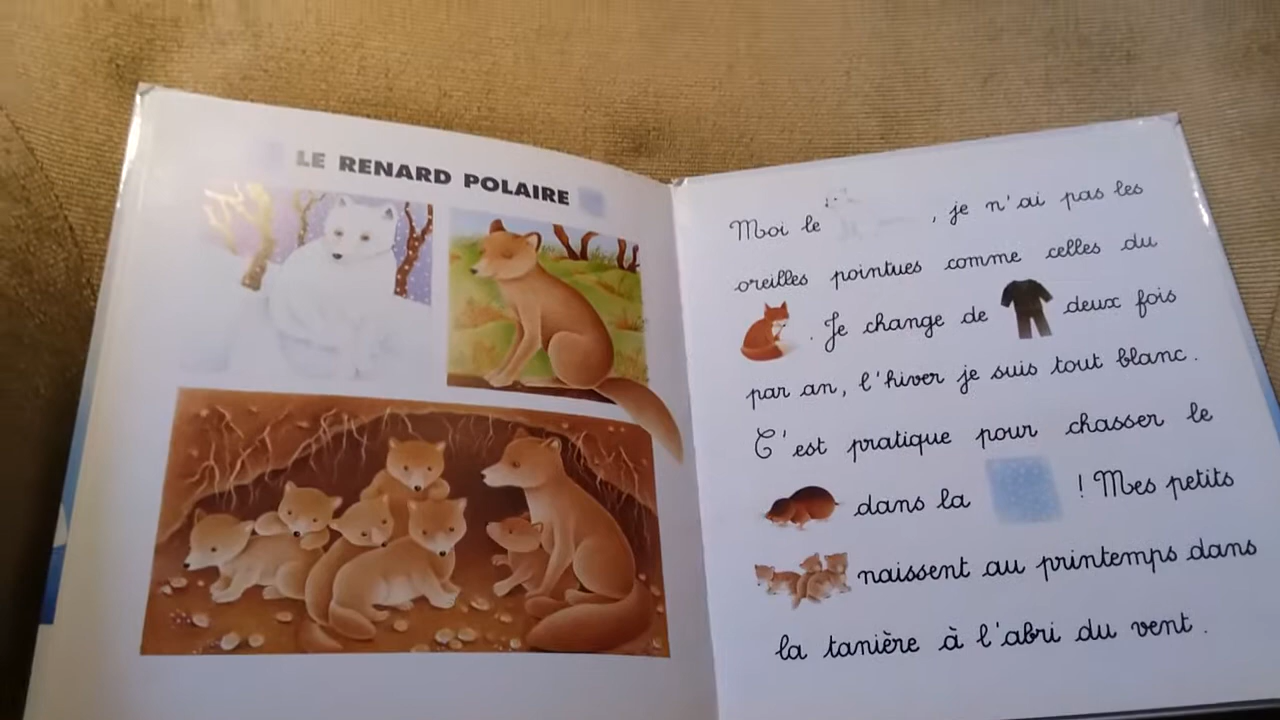 LE RENARD POLAIRE
Moi le , je n'ai pas les
oreilles pointues comme celles du
. Je change de deux fois
par an, l'hiver je suis tout blanc.
C'est pratique pour chasser le
dans la ! Mes petits
naissent au printemps dans
la tanière à l'abri du vent.